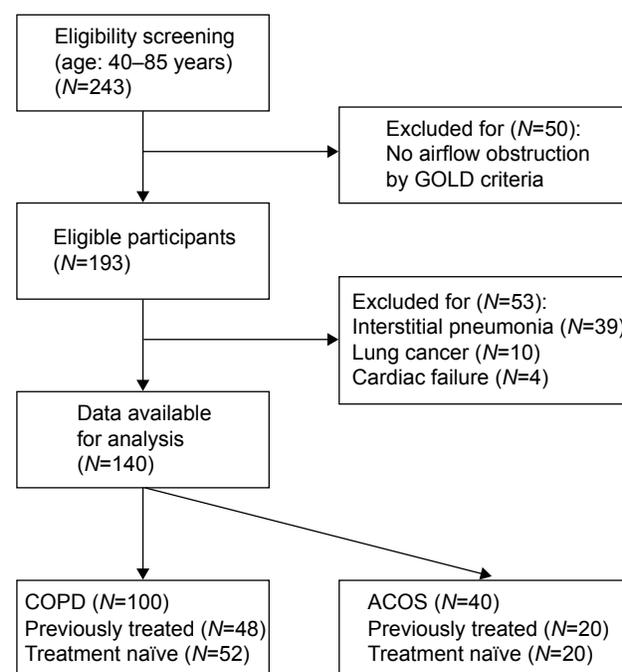 Eligibility screening
(age: 40–85 years)
(N=243)
Excluded for (N=50):
No airflow obstruction
by GOLD criteria
Eligible participants
(N=193)
Excluded for (N=53):
Interstitial pneumonia (N=39)
Lung cancer (N=10)
Cardiac failure (N=4)
Data available
for analysis
(N=140)
COPD (N=100)
Previously treated (N=48)
Treatment naïve (N=52)
ACOS (N=40)
Previously treated (N=20)
Treatment naïve (N=20)